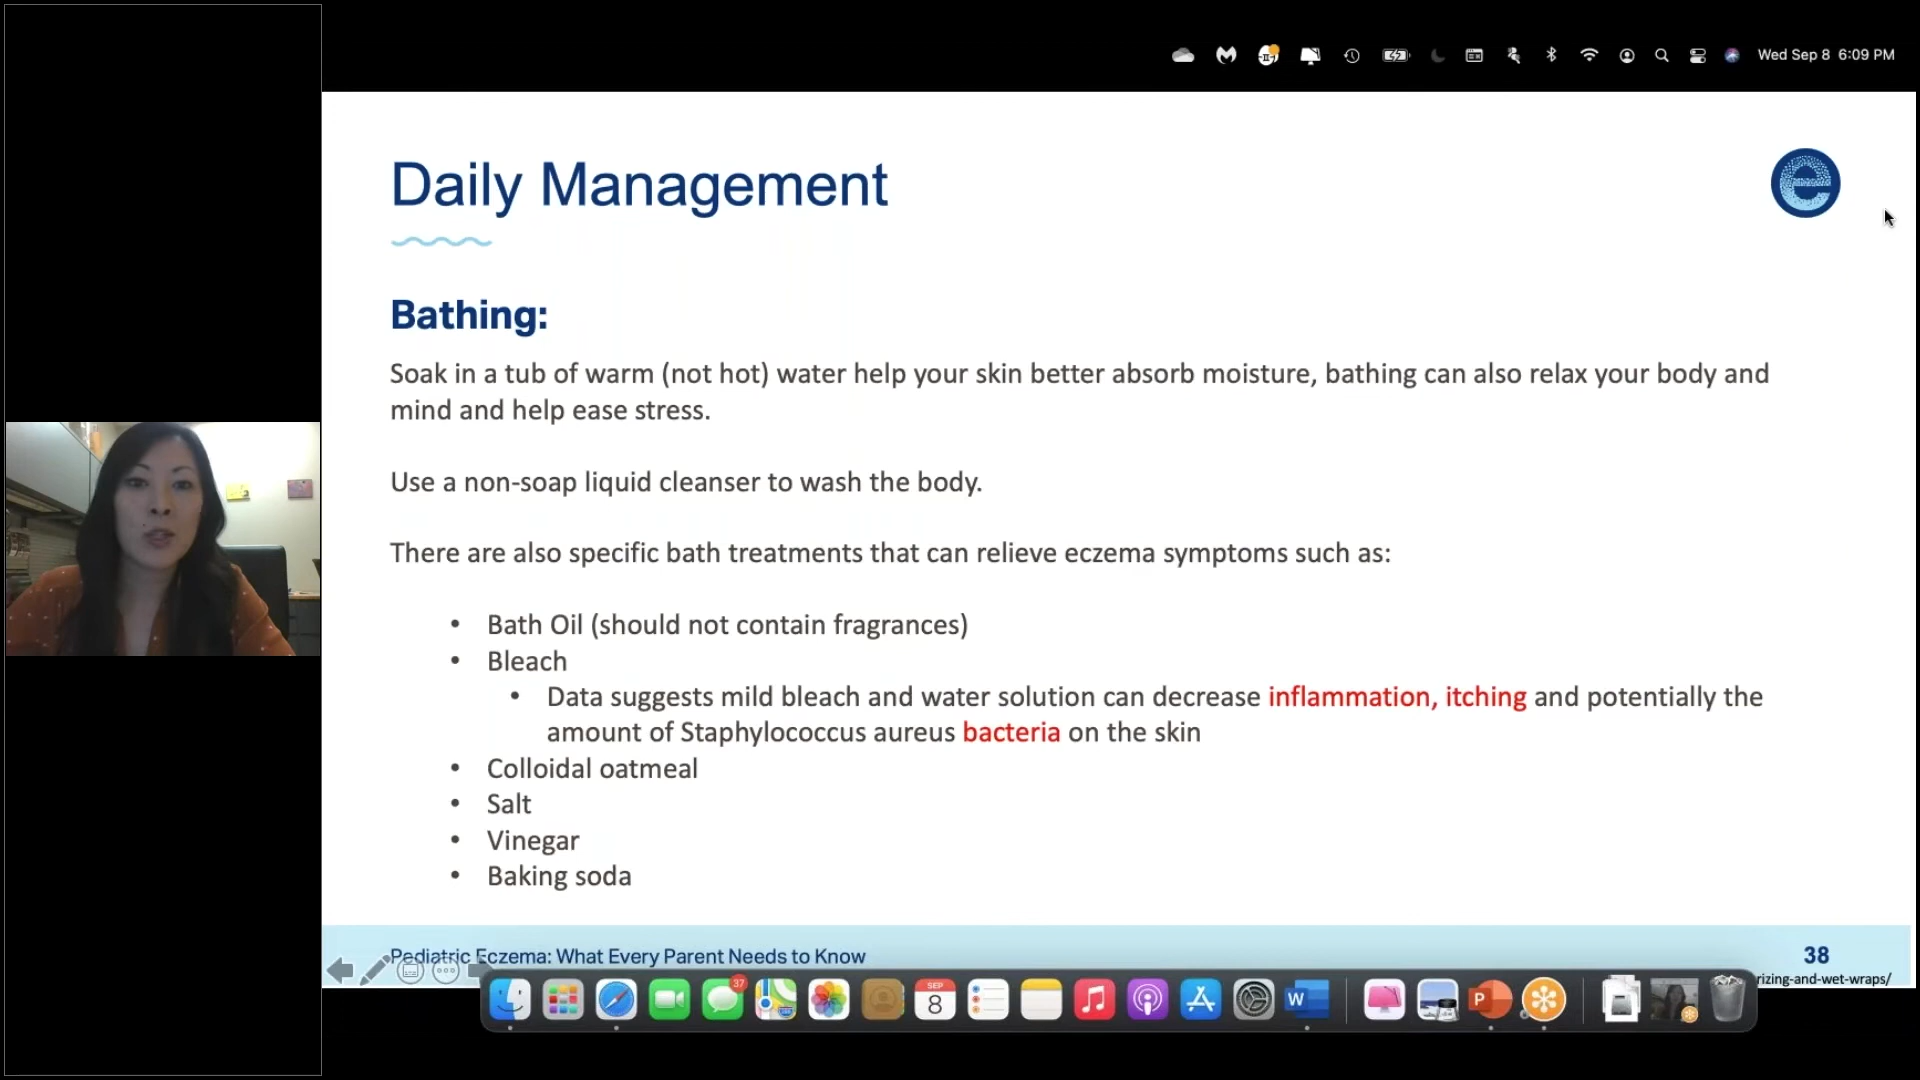 Wed Sep 8 6:09 PM
Daily Management
e
Bathing:
Soak in a tub of warm (not hot) water help your skin better absorb moisture, bathing can also relax your body and
mind and help ease stress.
Use a non-soap liquid cleanser to wash the body.
There are also specific bath treatments that can relieve eczema symptoms such as:
• Bath Oil (should not contain fragrances)
• Bleach
• Data suggests mild bleach and water solution can decrease inflammation, itching and potentially the
amount of Staphylococcus aureus bacteria on the skin
• Colloidal oatmeal
• Salt
• Vinegar
• Baking soda
Pediatric Eczema: What Every Parent Needs to Know
38
rizing-and-wet-wraps/
37
SEP
8
W
P